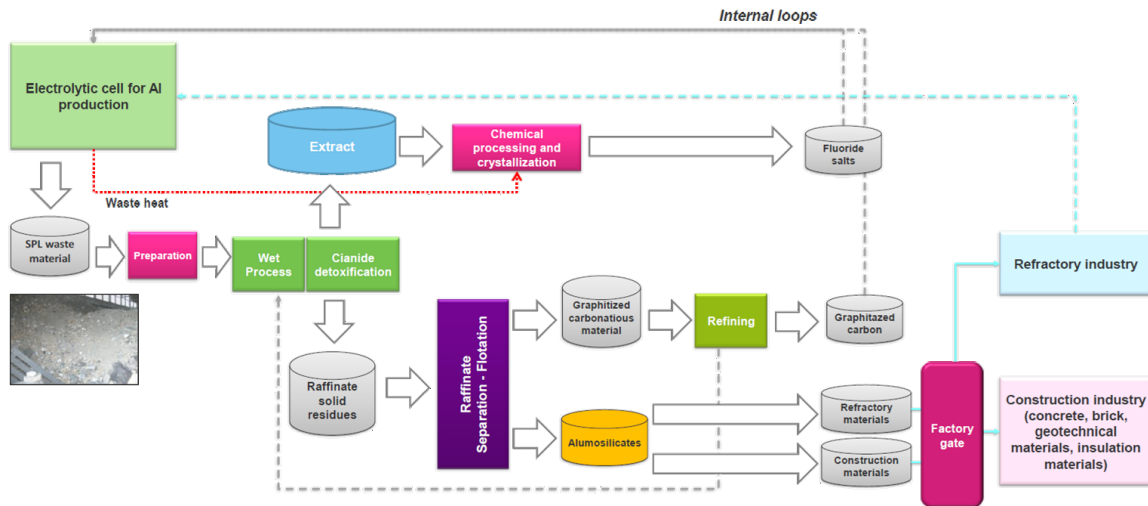 Internal loops
Electrolytic cell for Al
production
Extract
Chemical
processing and
crystallization
Fluoride
salts
Waste heat
SPL waste
material
Preparation
Wet
Process
Cianide
detoxification
Refractory industry
Graphitized
carbonatious
material
Refining
Graphitazed
carbon
Raffinate
solid
residues
Raffinate
Separation - Flotation
Alumosilicates
Refractory
materials
Construction
materials
Factory
gate
Construction industry
(concrete, brick,
geotechnical
materials, insulation
materials)